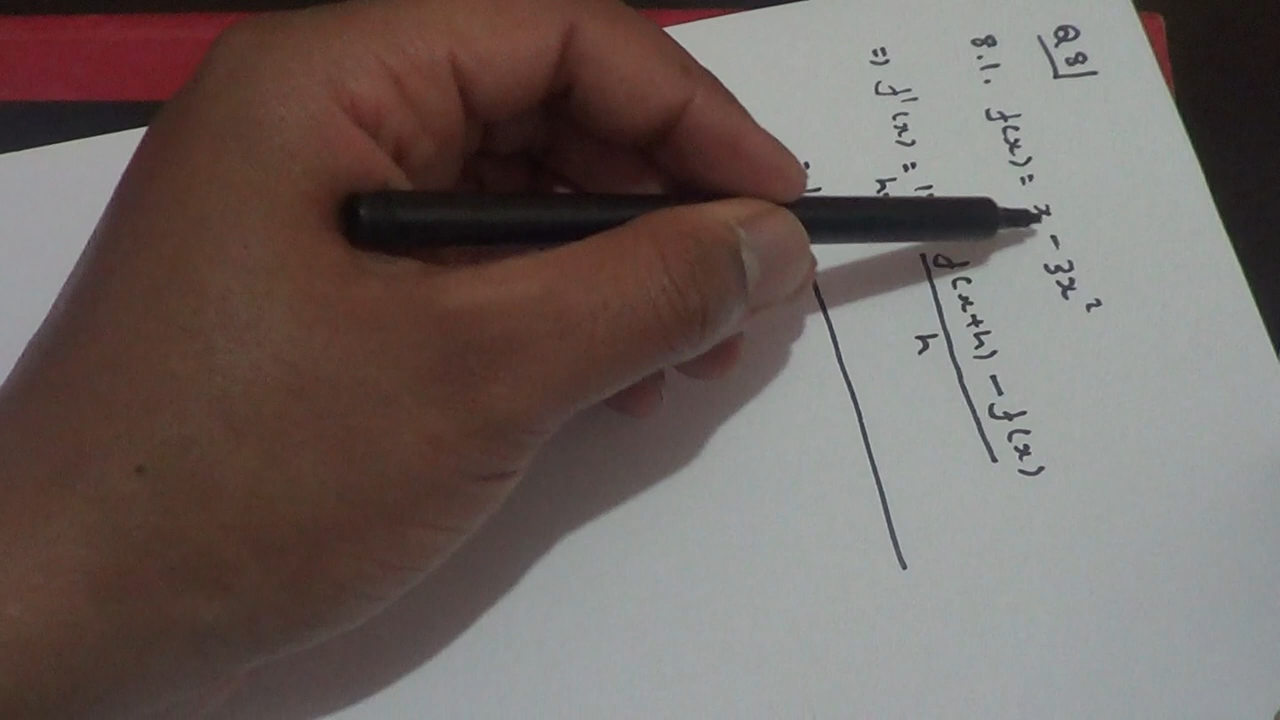 Q8
8.1. f(x) = x - 3x²
=) f'(x) = f(x+h) - f(x)
h